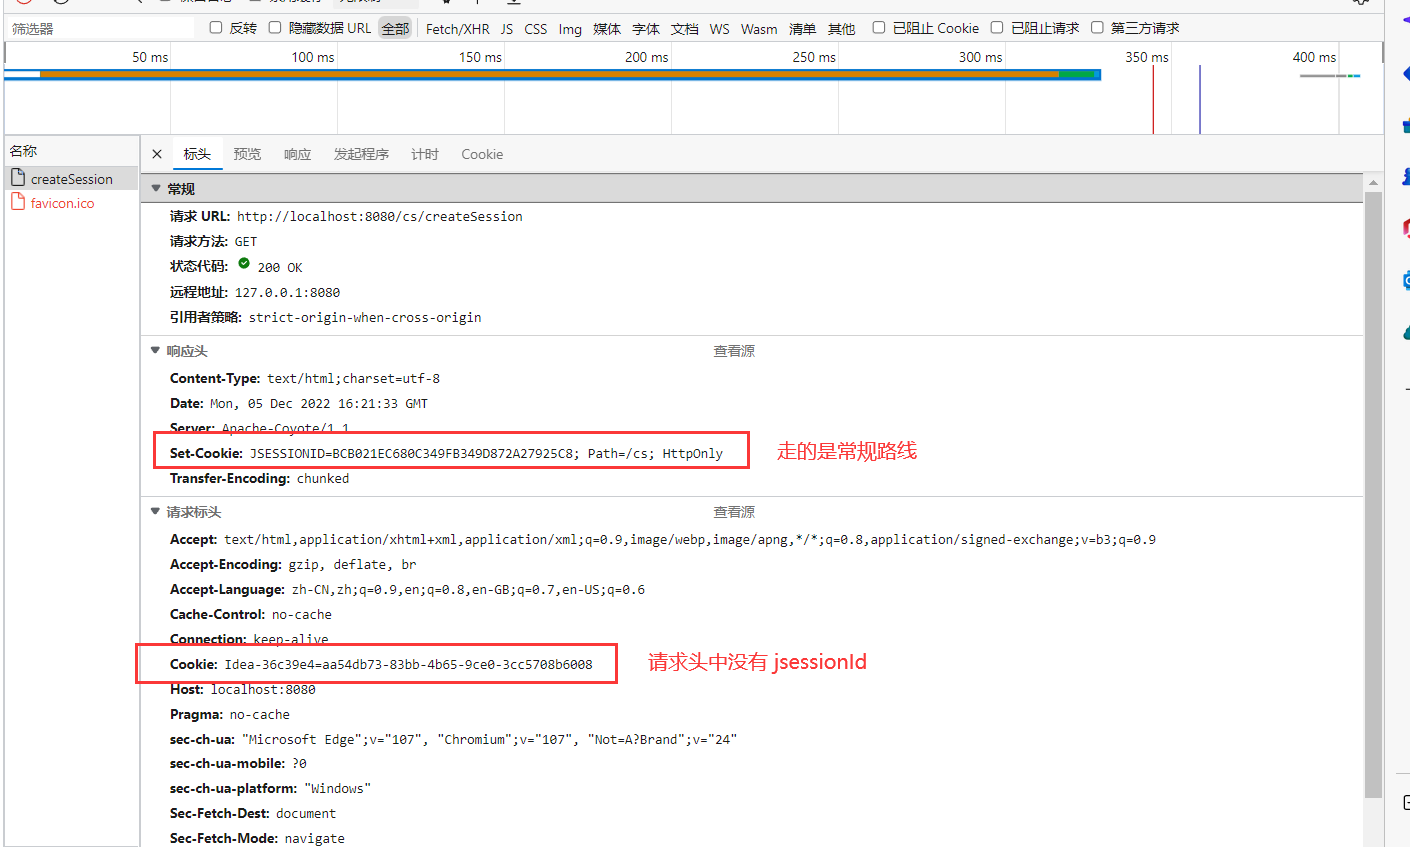 筛选器 反转 隐藏数据 URL 全部 Fetch/XHR JS CSS Img 媒体 字体 文档 WS Wasm 清单 其他 已阻止 Cookie 已阻止请求 第三方请求
50 ms 100 ms 150 ms 200 ms 250 ms 300 ms 350 ms 400 ms
名称
createSession
favicon.ico
标头 预览 响应 发起程序 计时 Cookie
常规
请求 URL: http://localhost:8080/cs/createSession
请求方法: GET
状态代码: 200 OK
远程地址: 127.0.0.1:8080
引用者策略: strict-origin-when-cross-origin
响应头 查看源
Content-Type: text/html;charset=utf-8
Date: Mon, 05 Dec 2022 16:21:33 GMT
Server: Apache-Coyote/1.1
Set-Cookie: JSESSIONID=BCB021EC680C349FB349D872A27925C8; Path=/cs; HttpOnly 走的是常规路线
Transfer-Encoding: chunked
请求标头 查看源
Accept: text/html,application/xhtml+xml,application/xml;q=0.9,image/webp,image/apng,*/*;q=0.8,application/signed-exchange;v=b3;q=0.9
Accept-Encoding: gzip, deflate, br
Accept-Language: zh-CN,zh;q=0.9,en;q=0.8,en-GB;q=0.7,en-US;q=0.6
Cache-Control: no-cache
Connection: keep-alive
Cookie: Idea-36c39e4=aa54db73-83bb-4b65-9ce0-3cc5708b6008 请求头中没有 jsessionId
Host: localhost:8080
Pragma: no-cache
sec-ch-ua: "Microsoft Edge";v="107", "Chromium";v="107", "Not=A?Brand";v="24"
sec-ch-ua-mobile: ?0
sec-ch-ua-platform: "Windows"
Sec-Fetch-Dest: document
Sec-Fetch-Mode: navigate